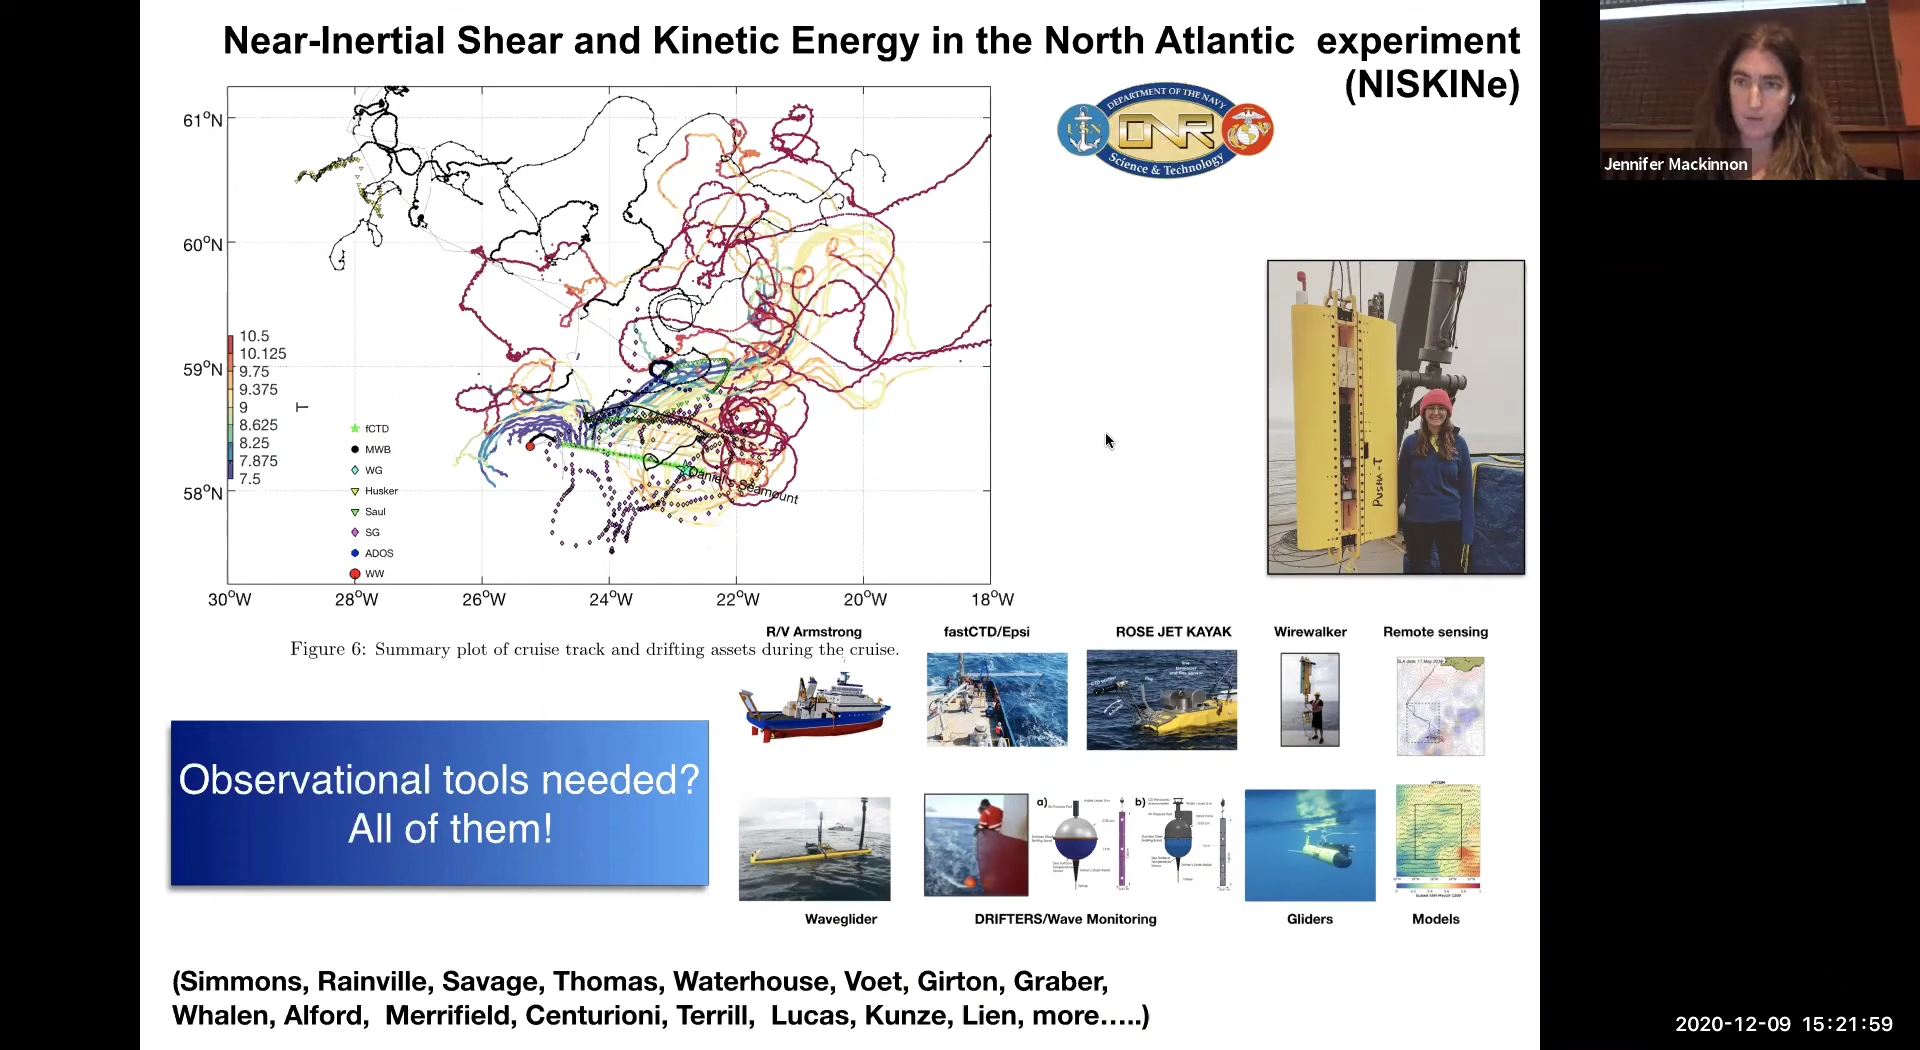 Near-Inertial Shear and Kinetic Energy in the North Atlantic experiment
(NISKINe)
DEPARTMENT OF THE NAVY
USN
ONR
Science & Technology
Jennifer Mackinnon
61°N
60°N
59°N
58°N
10.5
10.125
9.75
9.375
9
8.625
8.25
7.875
7.5
T
fCTD
MWB
WG
Husker
Saul
SG
ADOS
WW
Daniel's Seamount
30°W
28°W
26°W
24°W
22°W
20°W
18°W
Figure 6: Summary plot of cruise track and drifting assets during the cruise.
R/V Armstrong
fastCTD/Epsi
ROSE JET KAYAK
Wirewalker
Remote sensing
Observational tools needed?
All of them!
a)
b)
Waveglider
DRIFTERS/Wave Monitoring
Gliders
Models
(Simmons, Rainville, Savage, Thomas, Waterhouse, Voet, Girton, Graber,
Whalen, Alford, Merrifield, Centurioni, Terrill, Lucas, Kunze, Lien, more.....)
2020-12-09 15:21:59